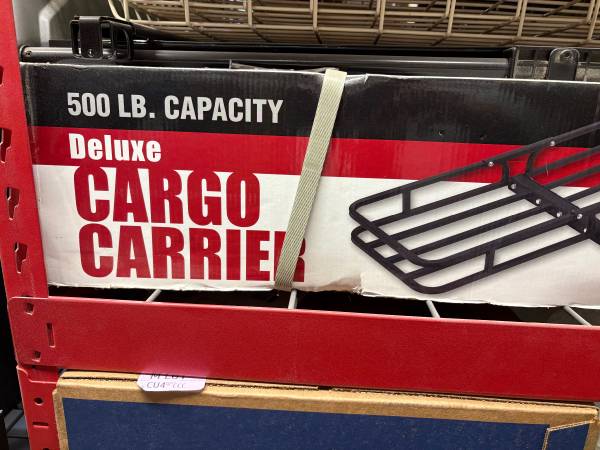 500 LB. CAPACITY
Deluxe
CARGO
CARRIER